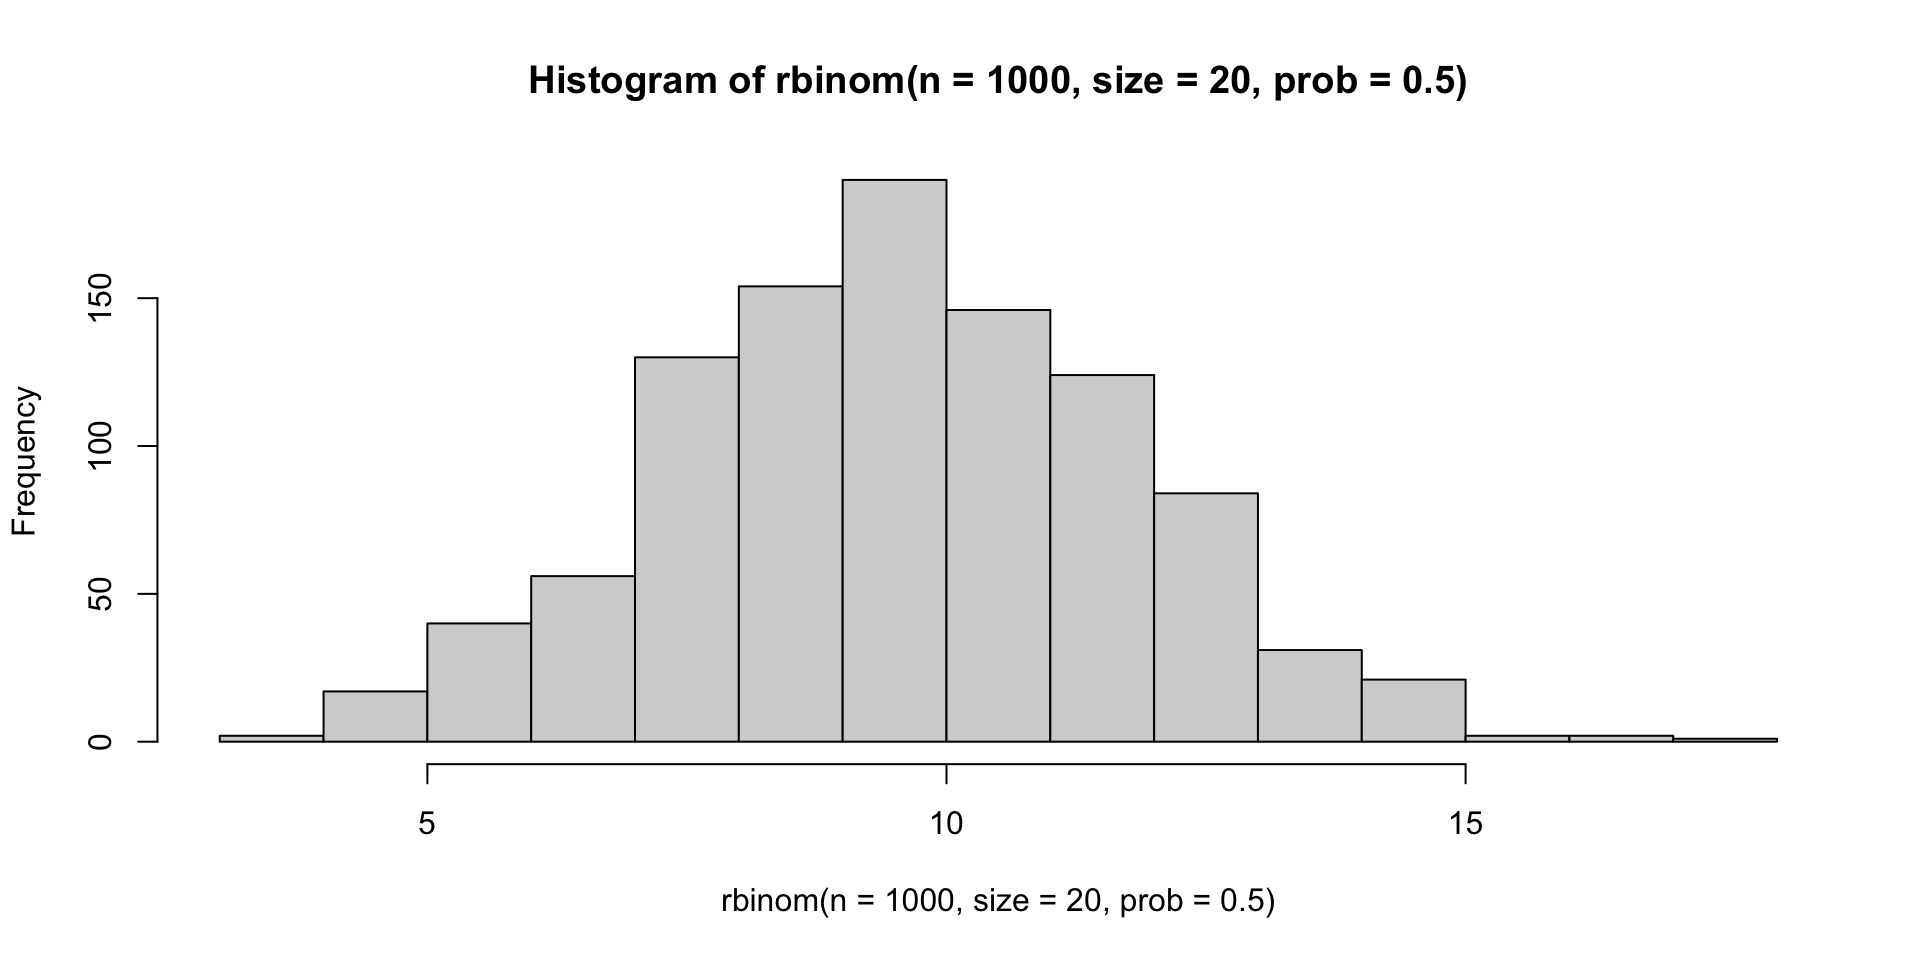 Histogram of rbinom(n = 1000, size = 20, prob = 0.5)
Frequency
150
100
50
0
5 10 15
rbinom(n = 1000, size = 20, prob = 0.5)